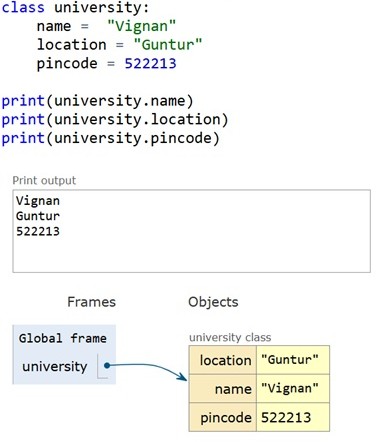 class university:
    name =  "Vignan"
    location = "Guntur"
    pincode = 522213

print(university.name)
print(university.location)
print(university.pincode)
Print output
Vignan
Guntur
522213
Frames Objects
Global frame
university
university class
location "Guntur"
name "Vignan"
pincode 522213